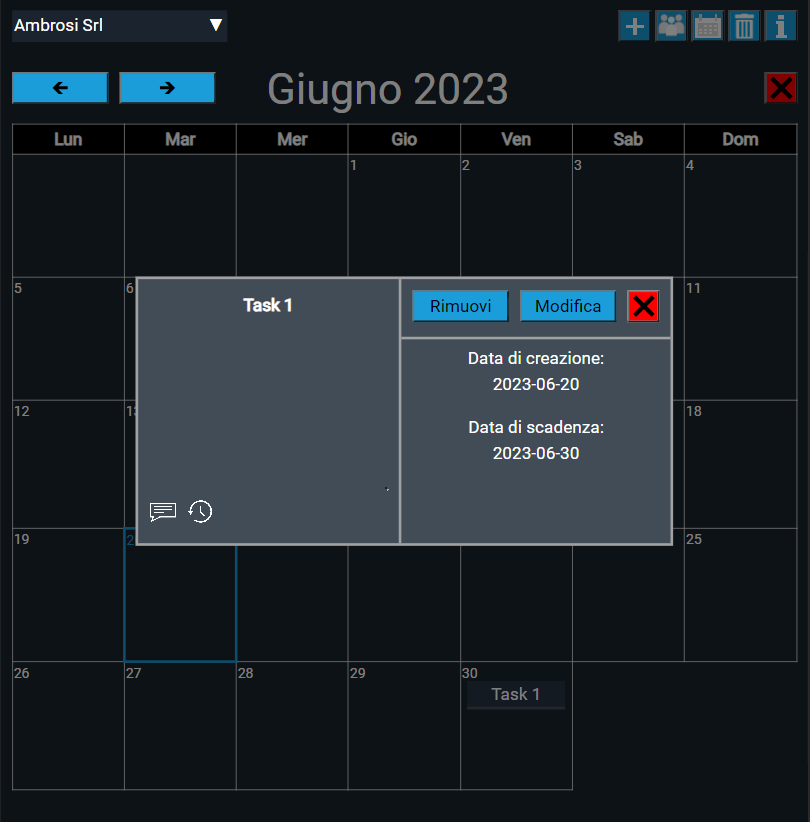 Ambrosi Srl
Giugno 2023
Lun Mar Mer Gio Ven Sab Dom
1 2 3 4
5 6 11
Task 1
Rimuovi Modifica
Data di creazione:
2023-06-20
Data di scadenza:
2023-06-30
12 18
19 25
26 27 28 29 30
Task 1